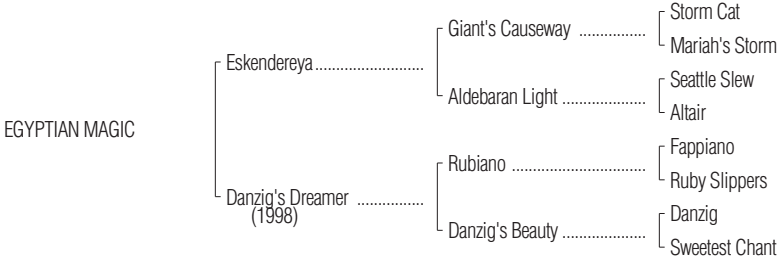 Storm Cat
Giant's Causeway ................
Mariah's Storm
Eskendereya..........................
Seattle Slew
Aldebaran Light ....................
Altair
EGYPTIAN MAGIC
Fappiano
Rubiano ................................
Ruby Slippers
Danzig's Dreamer ................
(1998)
Danzig
Danzig's Beauty ....................
Sweetest Chant